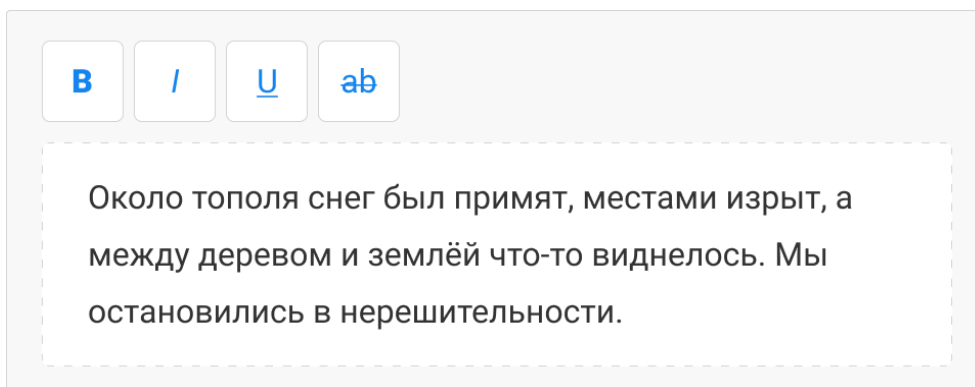 B I U ab
Около тополя снег был примят, местами изрыт, а
между деревом и землёй что-то виднелось. Мы
остановились в нерешительности.